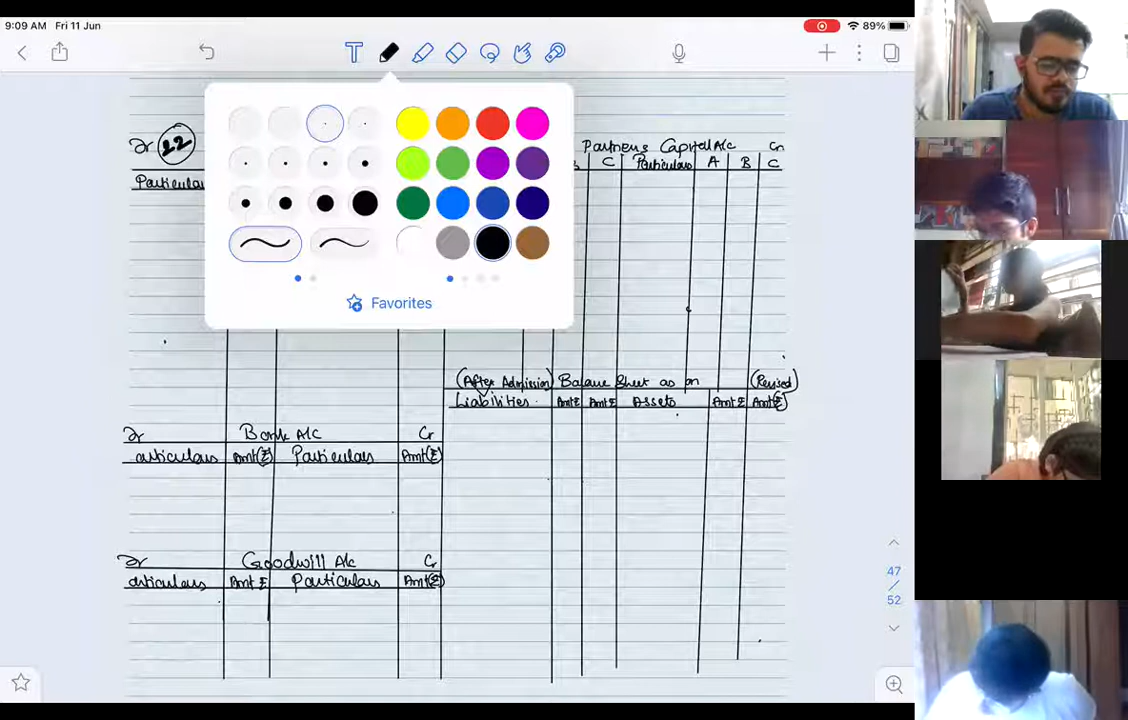 9:09 AM Fri 11 Jun
89%
T
Dr 22 Partners Capital A/c Cr
Particulars C Particulars A B C
Favorites
(After Admission) Balance Sheet as on (Revised)
Liabilities Amt₹ Amt₹ Assets Amt₹ Amt(₹)
Dr Bank A/c Cr
articulars Amt(₹) Particulars Amt(₹)
Dr Goodwill A/c Cr
articulars Amt ₹ Particulars Amt(₹)
47
/
52